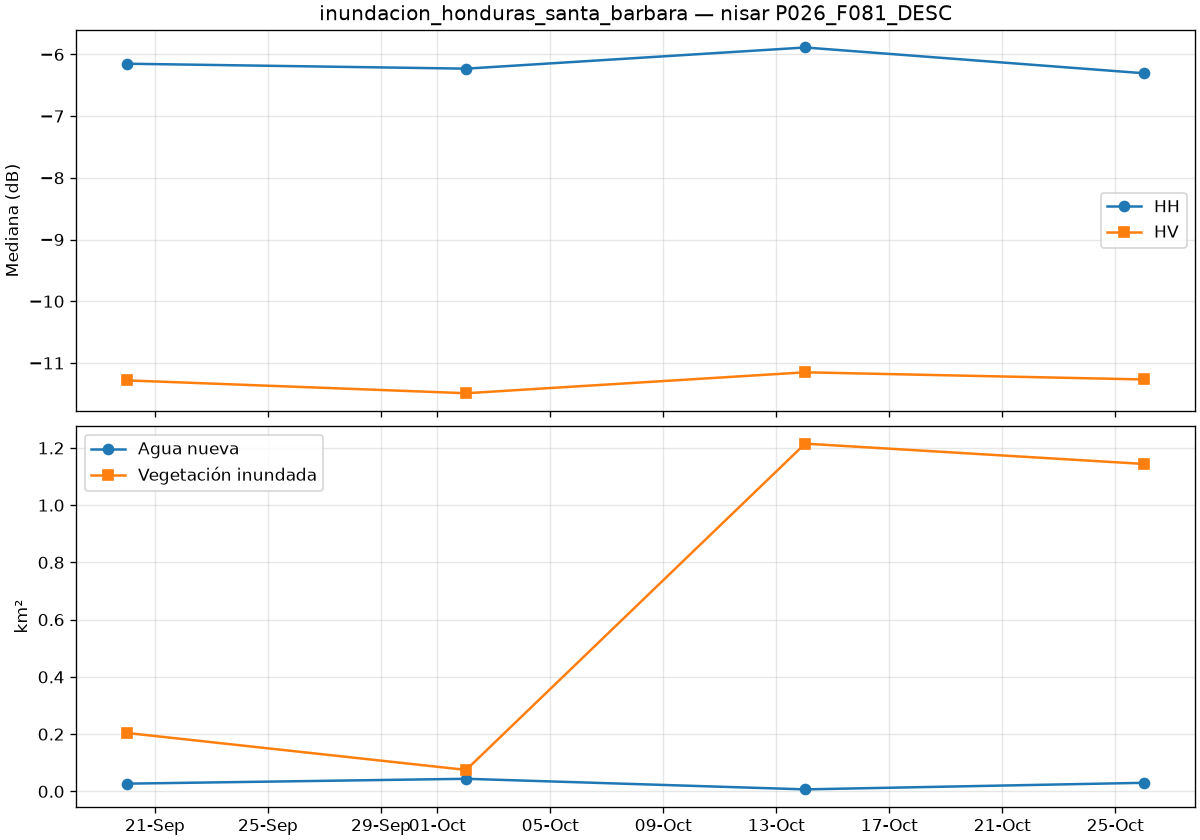 inundacion_honduras_santa_barbara — nisar P026_F081_DESC
Mediana (dB)
−6
−7
−8
−9
−10
−11
HH
HV
km²
1.2
1.0
0.8
0.6
0.4
0.2
0.0
Agua nueva
Vegetación inundada
21-Sep 25-Sep 29-Sep 01-Oct 05-Oct 09-Oct 13-Oct 17-Oct 21-Oct 25-Oct